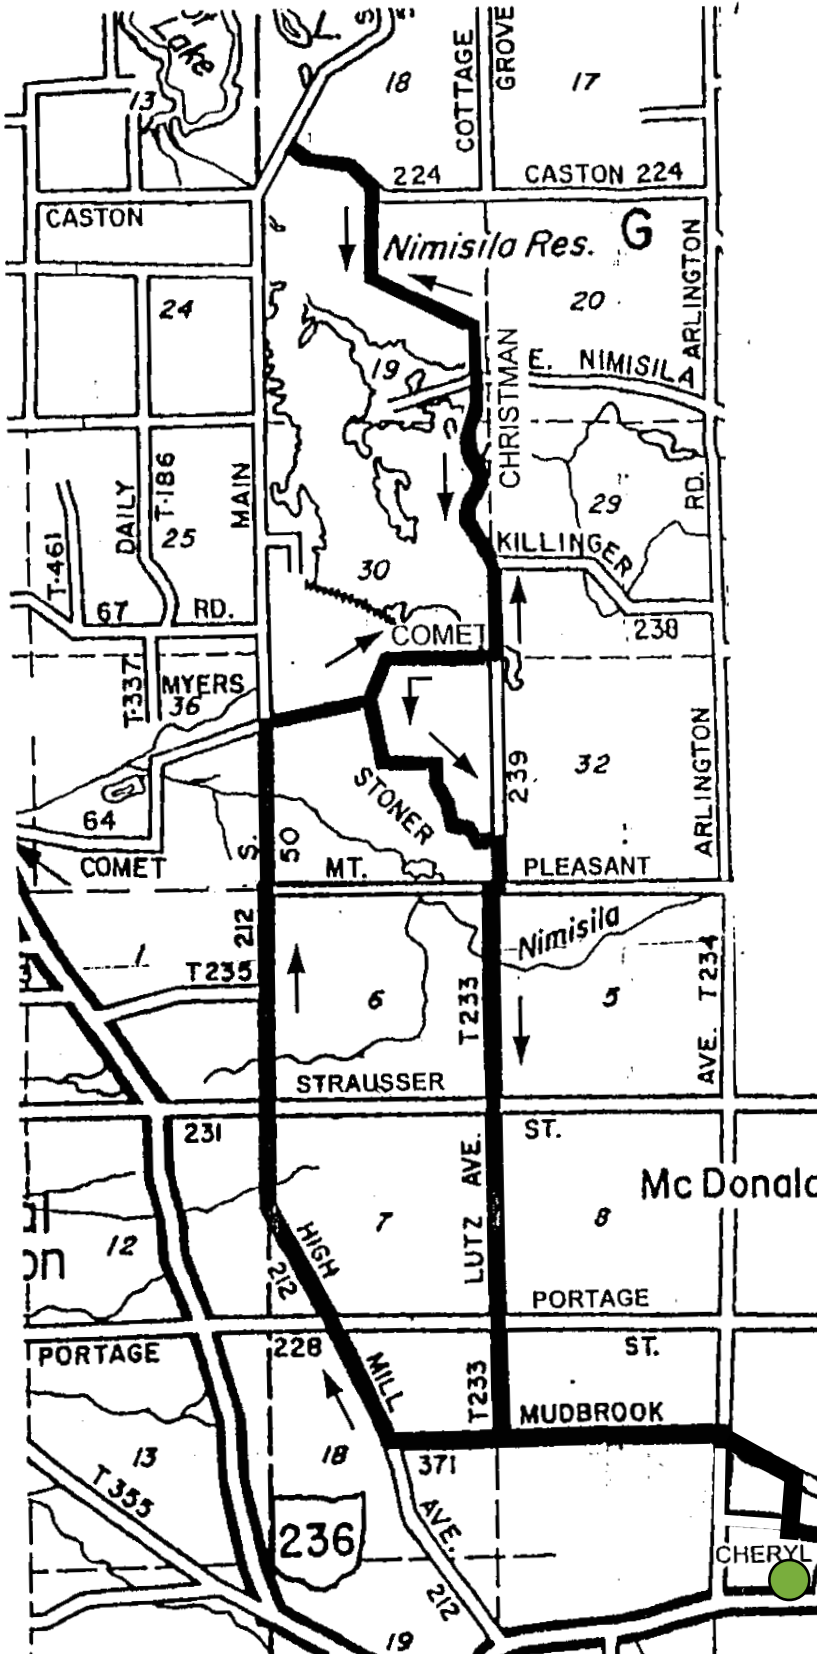 Lake
13
18
COTTAGE
GROVE
17
224
CASTON 224
CASTON
G
Nimisila Res.
ARLINGTON
20
24
19
CHRISTMAN
E. NIMISILA
T-186
DAILY
MAIN
25
T-461
29
RD.
KILLINGER
30
67
RD.
COMET
238
T-337
MYERS
36
239
32
ARLINGTON
64
STONER
COMET
S.
50
MT.
PLEASANT
212
Nimisila
1
T235
6
T233
5
AVE. T234
STRAUSSER
231
ST.
LUTZ AVE.
McDonald
7
8
12
HIGH
212
PORTAGE
PORTAGE
228
ST.
MILL
T233
MUDBROOK
13
18
371
T355
236
AVE.
CHERYL
212
19